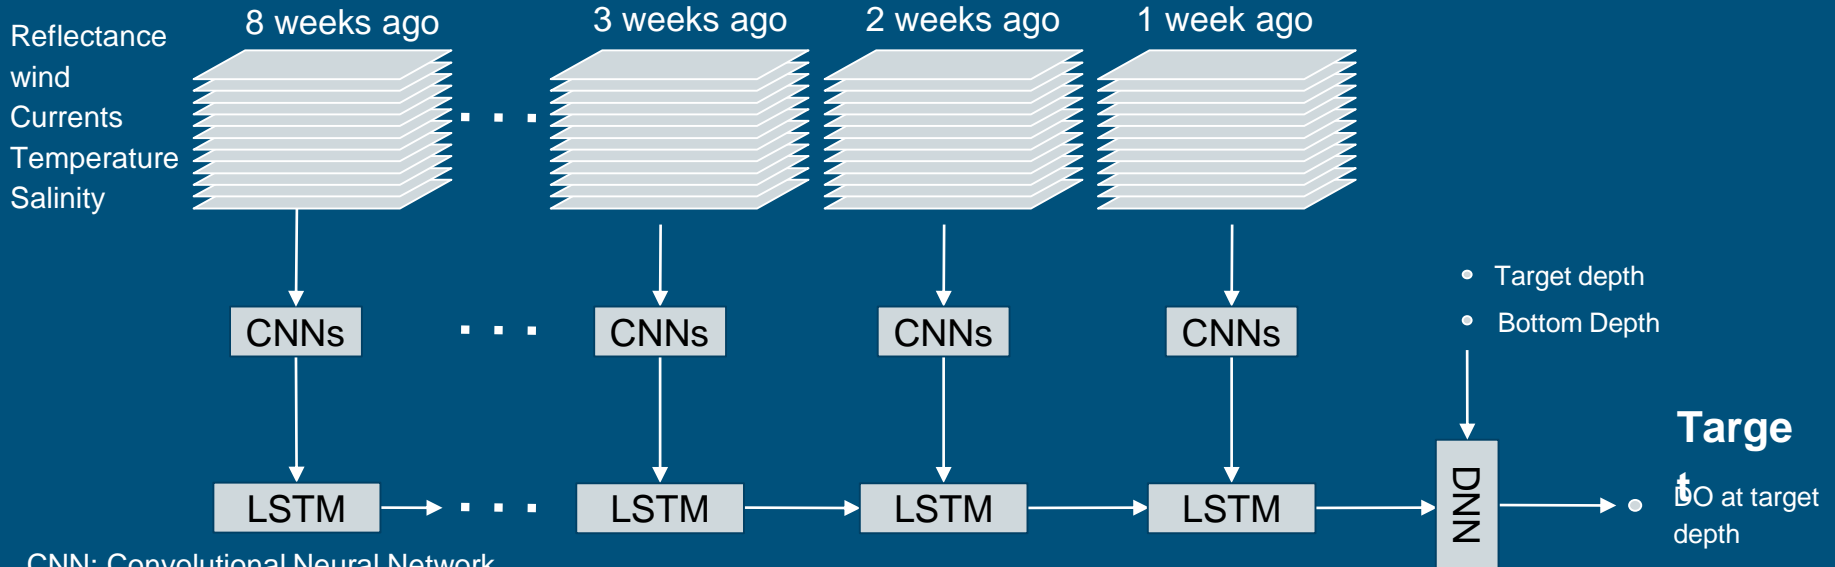 Reflectance
wind
Currents
Temperature
Salinity
8 weeks ago
3 weeks ago
2 weeks ago
1 week ago
CNNs
CNNs
CNNs
CNNs
Target depth
Bottom Depth
LSTM
LSTM
LSTM
LSTM
DNN
Targe
t
DO at target
depth
CNN: Convolutional Neural Network